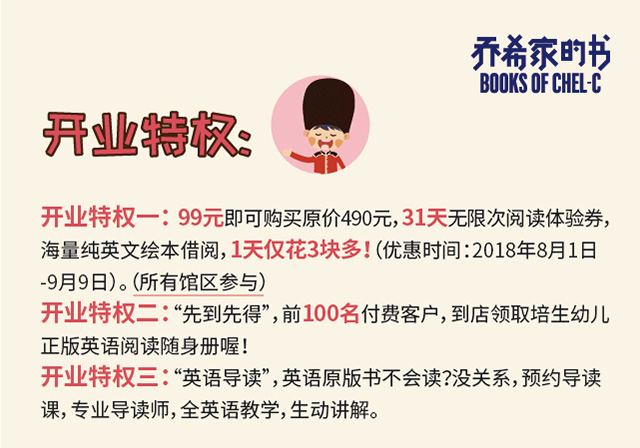 乔希家的书
BOOKS OF CHEL-C
开业特权:
开业特权一：99元即可购买原价490元，31天无限次阅读体验券，
海量纯英文绘本借阅，1天仅花3块多！（优惠时间：2018年8月1日
-9月9日）。（所有馆区参与）
开业特权二：“先到先得”，前100名付费客户，到店领取培生幼儿
正版英语阅读随身册喔！
开业特权三：“英语导读”，英语原版书不会读？没关系，预约导读
课，专业导读师，全英语教学，生动讲解。